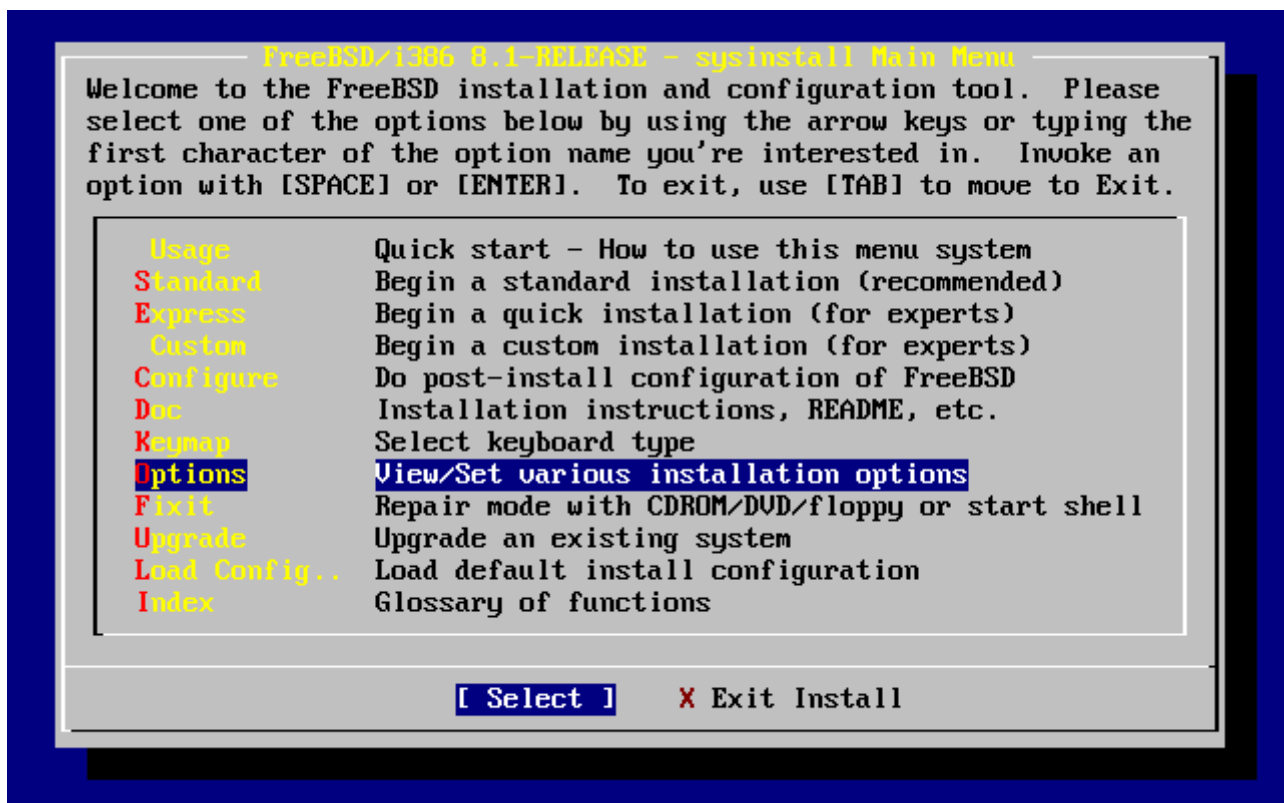 FreeBSD/i386 8.1-RELEASE - sysinstall Main Menu
Welcome to the FreeBSD installation and configuration tool.  Please
select one of the options below by using the arrow keys or typing the
first character of the option name you're interested in.  Invoke an
option with [SPACE] or [ENTER].  To exit, use [TAB] to move to Exit.
Usage Quick start - How to use this menu system
Standard Begin a standard installation (recommended)
Express Begin a quick installation (for experts)
Custom Begin a custom installation (for experts)
Configure Do post-install configuration of FreeBSD
Doc Installation instructions, README, etc.
Keymap Select keyboard type
Options View/Set various installation options
Fixit Repair mode with CDROM/DVD/floppy or start shell
Upgrade Upgrade an existing system
Load Config.. Load default install configuration
Index Glossary of functions
[ Select ] X Exit Install